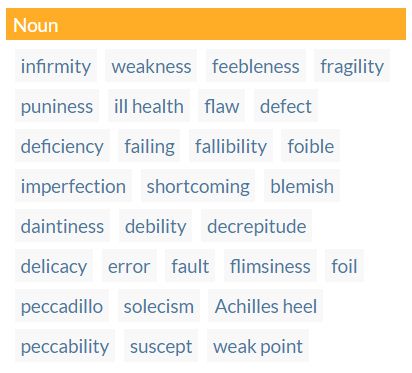 Noun
infirmity weakness feebleness fragility
puniness ill health flaw defect
deficiency failing fallibility foible
imperfection shortcoming blemish
daintiness debility decrepitude
delicacy error fault flimsiness foil
peccadillo solecism Achilles heel
peccability suscept weak point